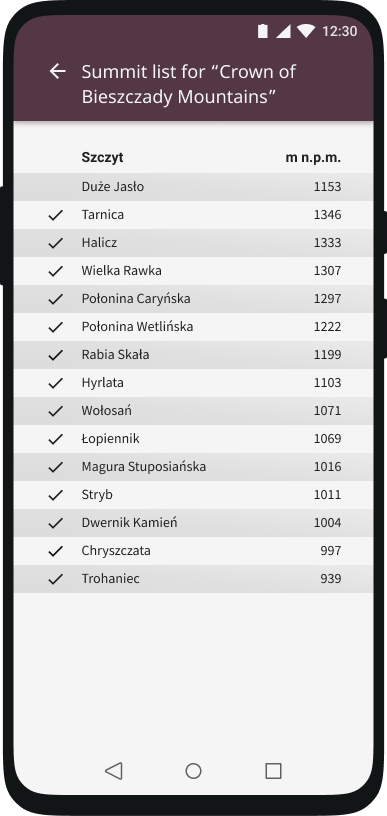 12:30
Summit list for “Crown of
Bieszczady Mountains”
Szczyt m n.p.m.
Duże Jasło 1153
Tarnica 1346
Halicz 1333
Wielka Rawka 1307
Połonina Caryńska 1297
Połonina Wetlińska 1222
Rabia Skała 1199
Hyrlata 1103
Wołosań 1071
Łopiennik 1069
Magura Stuposiańska 1016
Stryb 1011
Dwernik Kamień 1004
Chryszczata 997
Trohaniec 939